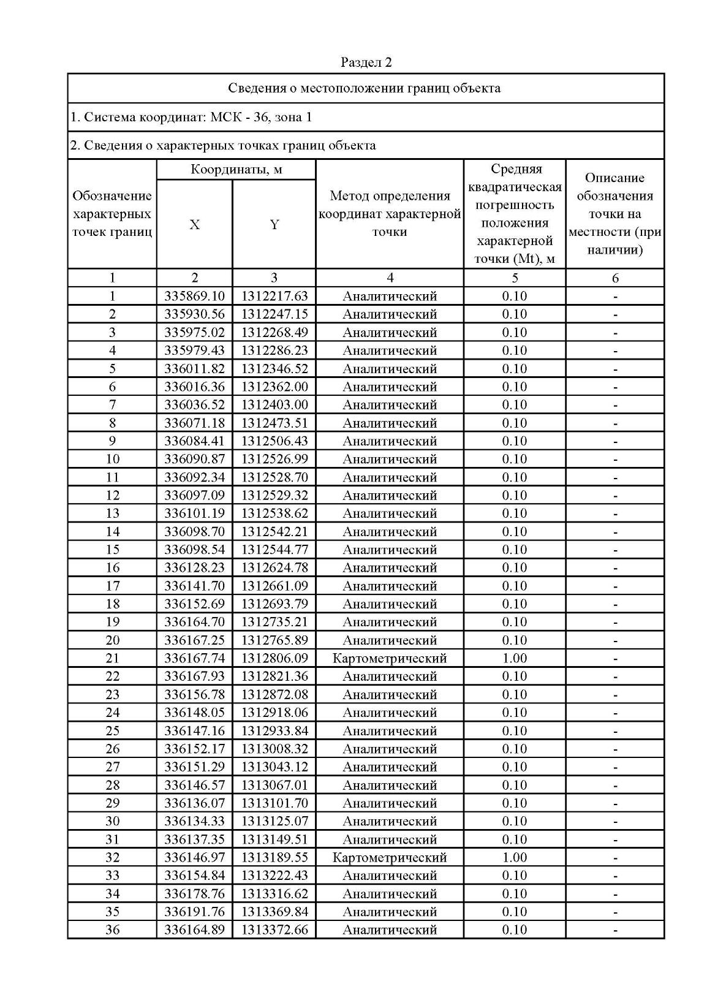 Раздел 2
Сведения о местоположении границ объекта
1. Система координат: МСК - 36, зона 1
2. Сведения о характерных точках границ объекта
Обозначение
характерных
точек границ
Координаты, м
X
Y
Метод определения
координат характерной
точки
Средняя
квадратическая
погрешность
положения
характерной
точки (Mt), м
Описание
обозначения
точки на
местности (при
наличии)
1 2 3 4 5 6
1 335869.10 1312217.63 Аналитический 0.10 -
2 335930.56 1312247.15 Аналитический 0.10 -
3 335975.02 1312268.49 Аналитический 0.10 -
4 335979.43 1312286.23 Аналитический 0.10 -
5 336011.82 1312346.52 Аналитический 0.10 -
6 336016.36 1312362.00 Аналитический 0.10 -
7 336036.52 1312403.00 Аналитический 0.10 -
8 336071.18 1312473.51 Аналитический 0.10 -
9 336084.41 1312506.43 Аналитический 0.10 -
10 336090.87 1312526.99 Аналитический 0.10 -
11 336092.34 1312528.70 Аналитический 0.10 -
12 336097.09 1312529.32 Аналитический 0.10 -
13 336101.19 1312538.62 Аналитический 0.10 -
14 336098.70 1312542.21 Аналитический 0.10 -
15 336098.54 1312544.77 Аналитический 0.10 -
16 336128.23 1312624.78 Аналитический 0.10 -
17 336141.70 1312661.09 Аналитический 0.10 -
18 336152.69 1312693.79 Аналитический 0.10 -
19 336164.70 1312735.21 Аналитический 0.10 -
20 336167.25 1312765.89 Аналитический 0.10 -
21 336167.74 1312806.09 Картометрический 1.00 -
22 336167.93 1312821.36 Аналитический 0.10 -
23 336156.78 1312872.08 Аналитический 0.10 -
24 336148.05 1312918.06 Аналитический 0.10 -
25 336147.16 1312933.84 Аналитический 0.10 -
26 336152.17 1313008.32 Аналитический 0.10 -
27 336151.29 1313043.12 Аналитический 0.10 -
28 336146.57 1313067.01 Аналитический 0.10 -
29 336136.07 1313101.70 Аналитический 0.10 -
30 336134.33 1313125.07 Аналитический 0.10 -
31 336137.35 1313149.51 Аналитический 0.10 -
32 336146.97 1313189.55 Картометрический 1.00 -
33 336154.84 1313222.43 Аналитический 0.10 -
34 336178.76 1313316.62 Аналитический 0.10 -
35 336191.76 1313369.84 Аналитический 0.10 -
36 336164.89 1313372.66 Аналитический 0.10 -